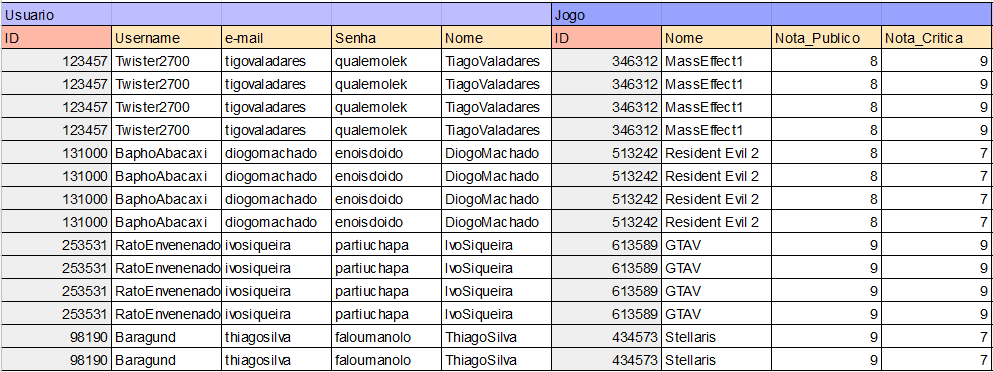 Usuario Jogo
ID Username e-mail Senha Nome ID Nome Nota_Publico Nota_Critica
123457 Twister2700 tigovaladares qualemolek TiagoValadares 346312 MassEffect1 8 9
123457 Twister2700 tigovaladares qualemolek TiagoValadares 346312 MassEffect1 8 9
123457 Twister2700 tigovaladares qualemolek TiagoValadares 346312 MassEffect1 8 9
123457 Twister2700 tigovaladares qualemolek TiagoValadares 346312 MassEffect1 8 9
131000 BaphoAbacaxi diogomachado enoisdoido DiogoMachado 513242 Resident Evil 2 8 7
131000 BaphoAbacaxi diogomachado enoisdoido DiogoMachado 513242 Resident Evil 2 8 7
131000 BaphoAbacaxi diogomachado enoisdoido DiogoMachado 513242 Resident Evil 2 8 7
131000 BaphoAbacaxi diogomachado enoisdoido DiogoMachado 513242 Resident Evil 2 8 7
253531 RatoEnvenenado ivosiqueira partiuchapa IvoSiqueira 613589 GTAV 9 9
253531 RatoEnvenenado ivosiqueira partiuchapa IvoSiqueira 613589 GTAV 9 9
253531 RatoEnvenenado ivosiqueira partiuchapa IvoSiqueira 613589 GTAV 9 9
253531 RatoEnvenenado ivosiqueira partiuchapa IvoSiqueira 613589 GTAV 9 9
98190 Baragund thiagosilva faloumanolo ThiagoSilva 434573 Stellaris 9 7
98190 Baragund thiagosilva faloumanolo ThiagoSilva 434573 Stellaris 9 7